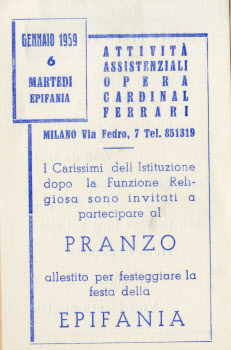 GENNAIO 1959
6
MARTEDI
EPIFANIA
ATTIVITÀ
ASSISTENZIALI
OPERA
CARDINAL
FERRARI
MILANO Via Fedro, 7 Tel. 851319
I Carissimi dell'Istituzione
dopo la Funzione Reli-
giosa sono invitati a
partecipare al
PRANZO
allestito per festeggiare la
festa della
EPIFANIA